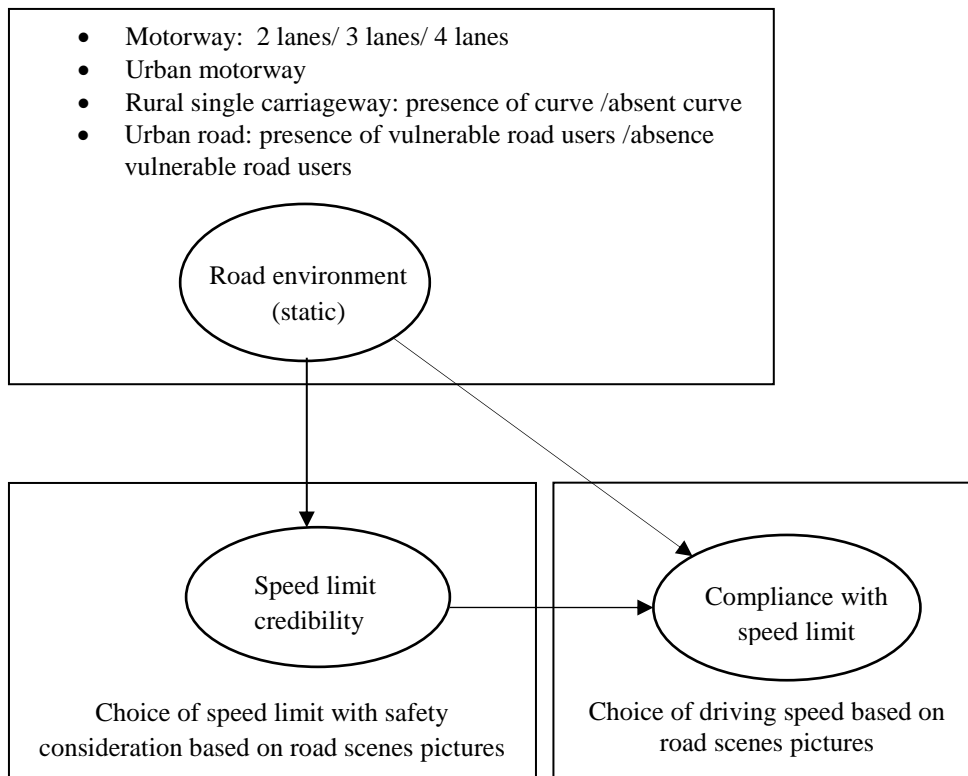 • Motorway: 2 lanes/ 3 lanes/ 4 lanes
• Urban motorway
• Rural single carriageway: presence of curve /absent curve
• Urban road: presence of vulnerable road users /absence
vulnerable road users
Road environment
(static)
Speed limit
credibility
Choice of speed limit with safety
consideration based on road scenes pictures
Compliance with
speed limit
Choice of driving speed based on
road scenes pictures